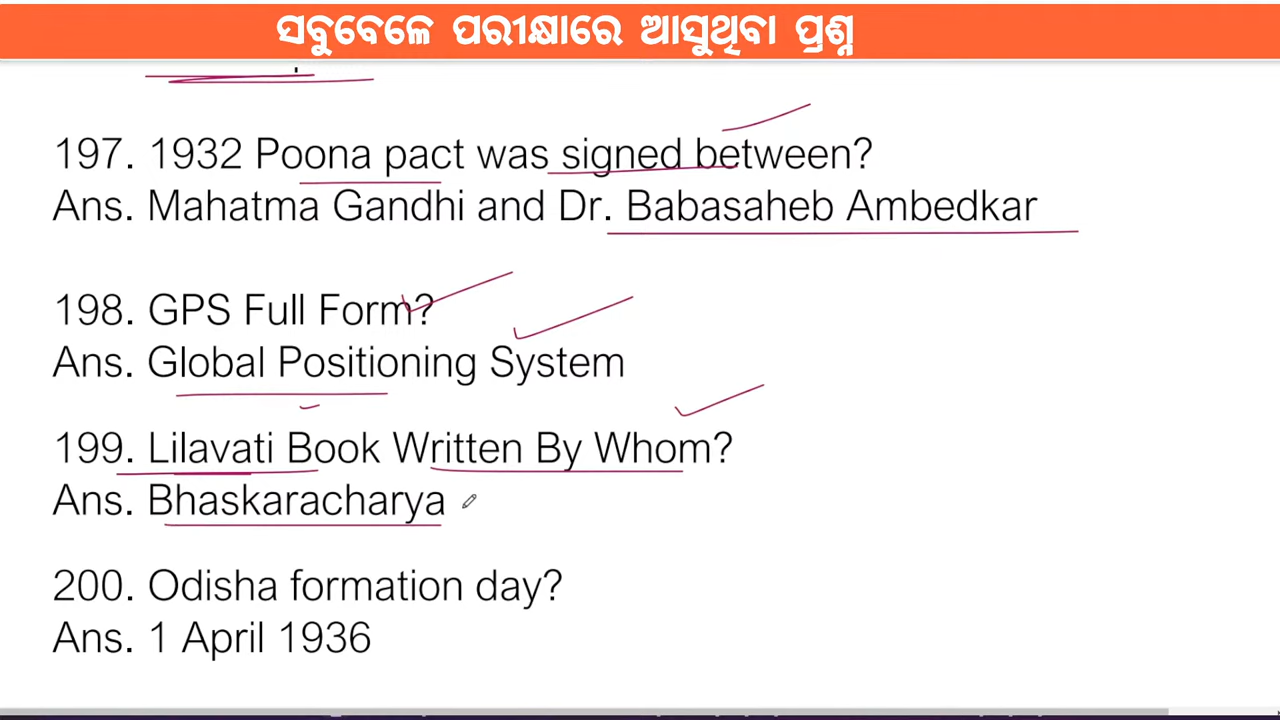 ସବୁବେଳେ ପରୀକ୍ଷାରେ ଆସୁଥିବା ପ୍ରଶ୍ନ
197. 1932 Poona pact was signed between?
Ans. Mahatma Gandhi and Dr. Babasaheb Ambedkar
198. GPS Full Form?
Ans. Global Positioning System
199. Lilavati Book Written By Whom?
Ans. Bhaskaracharya
200. Odisha formation day?
Ans. 1 April 1936